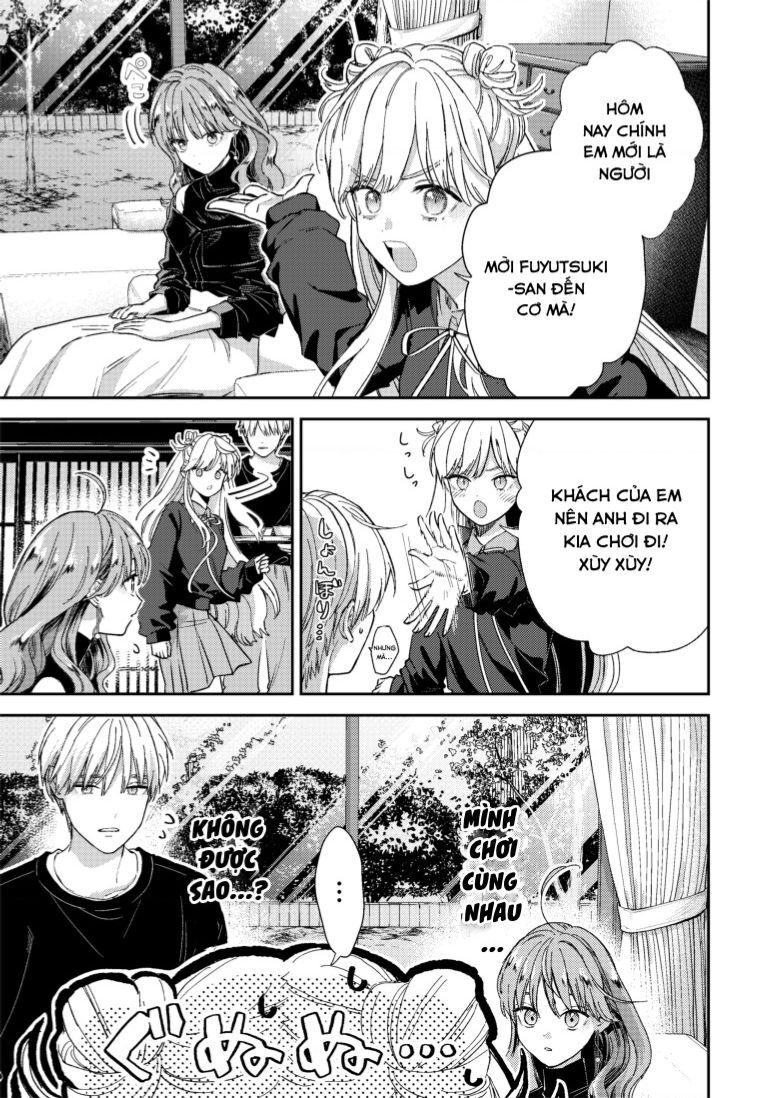 HÔM
NAY CHÍNH
EM MỚI LÀ
NGƯỜI
MỜI FUYUTSUKI
-SAN ĐẾN
CƠ MÀ!
ペこ
KHÁCH CỦA EM
NÊN ANH ĐI RA
KIA CHƠI ĐI!
XÙY XÙY!
しっしっ
しょんぼり…
NHƯNG
MÀ...
MÌNH
CHƠI
CÙNG
NHAU
...
...
KHÔNG
ĐƯỢC
SAO...?
ぐぬぬ...